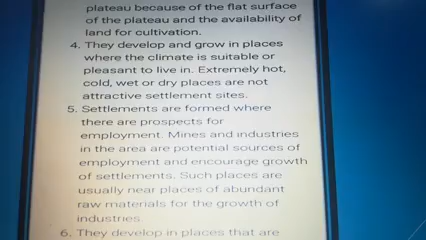 plateau because of the flat surface
of the plateau and the availability of
land for cultivation.
4. They develop and grow in places
where the climate is suitable or
pleasant to live in. Extremely hot,
cold, wet or dry places are not
attractive settlement sites.
5. Settlements are formed where
there are prospects for
employment. Mines and industries
in the area are potential sources of
employment and encourage growth
of settlements. Such places are
usually near places of abundant
raw materials for the growth of
industries.
6. They develop in places that are